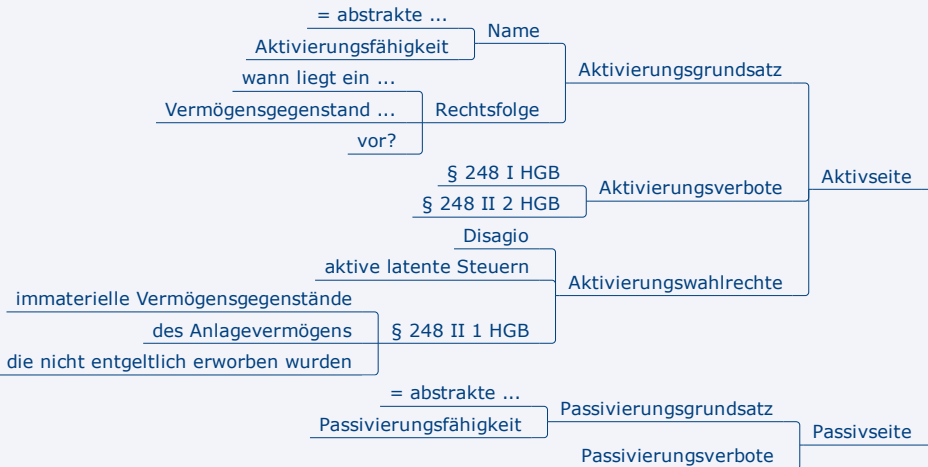 = abstrakte ...
Name
Aktivierungsfähigkeit
Aktivierungsgrundsatz
wann liegt ein ...
Vermögensgegenstand ...
Rechtsfolge
vor?
§ 248 I HGB
Aktivierungsverbote
Aktivseite
§ 248 II 2 HGB
Disagio
aktive latente Steuern
Aktivierungswahlrechte
immaterielle Vermögensgegenstände
des Anlagevermögens
§ 248 II 1 HGB
die nicht entgeltlich erworben wurden
= abstrakte ...
Passivierungsgrundsatz
Passivierungsfähigkeit
Passivseite
Passivierungsverbote